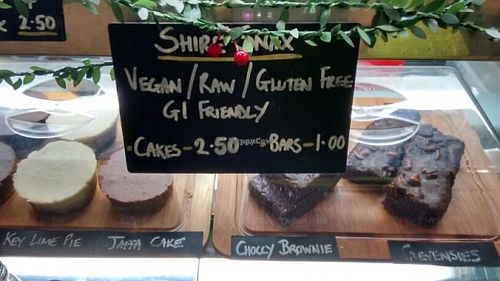 2.50
VEGAN/RAW/GLUTEN FREE
GI FRIENDLY
CAKES-2.50 BARS-1.00
KEY LIME PIE
JAFFA CAKE
CHOCCY BROWNIE